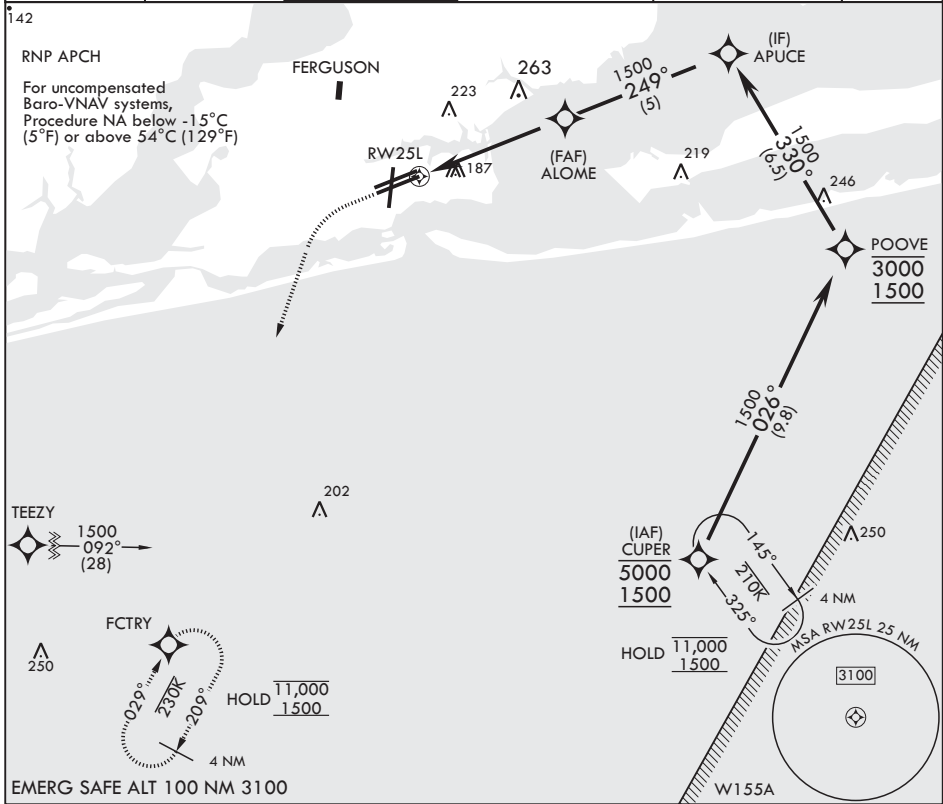 142
RNP APCH
For uncompensated
Baro-VNAV systems,
Procedure NA below -15°C
(5°F) or above 54°C (129°F)
FERGUSON
223
263
1500
249°
(5)
(IF)
APUCE
RW25L
187
(FAF)
ALOME
219
1500
330°
(6.5)
246
POOVE
3000
1500
1500
026°
(9.8)
202
TEEZY
1500
092°
(28)
(IAF)
CUPER
5000
1500
145°
210K
325°
4 NM
250
HOLD 11,000
1500
FCTRY
250
029°
230K
209°
HOLD 11,000
1500
4 NM
MSA RW25L 25 NM
3100
EMERG SAFE ALT 100 NM 3100
W155A